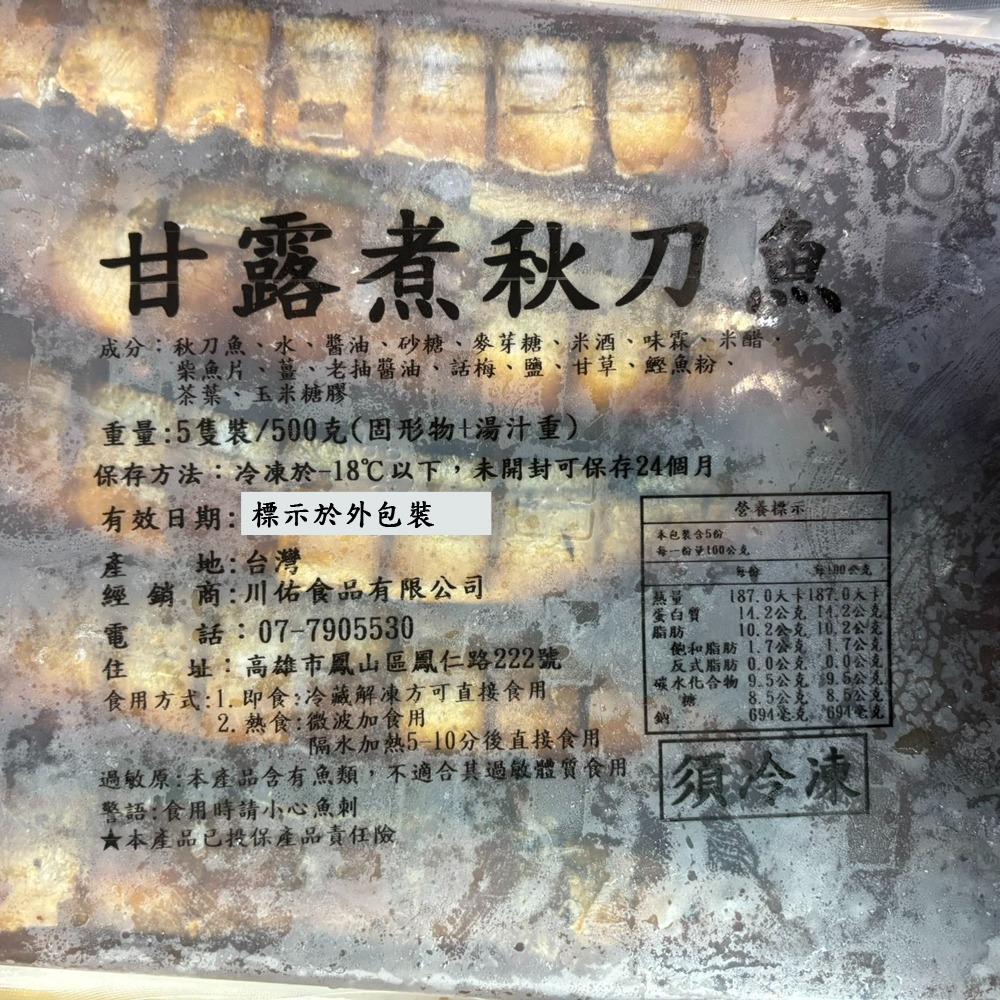 甘露煮秋刀魚
成分：秋刀魚、水、醬油、砂糖、麥芽糖、米酒、味霖、米醋、
柴魚片、薑、老抽醬油、話梅、鹽、甘草、鰹魚粉、
茶葉、玉米糖膠
重量:5隻裝/500克(固形物+湯汁重)
保存方法：冷凍於-18℃以下，未開封可保存24個月
有效日期: 標示於外包裝
產 地:台灣
經 銷 商:川佑食品有限公司
電 話：07-7905530
住 址：高雄市鳳山區鳳仁路222號
食用方式:1.即食:冷藏解凍方可直接食用
2.熱食:微波加食用
隔水加熱5-10分後直接食用
過敏原:本產品含有魚類，不適合其過敏體質食用
警語:食用時請小心魚刺
★本產品已投保產品責任險
營養標示
本包裝含5份
每一份量100公克
每份 每100公克
熱量 187.0大卡 187.0大卡
蛋白質 14.2公克 14.2公克
脂肪 10.2公克 10.2公克
飽和脂肪 1.7公克 1.7公克
反式脂肪 0.0公克 0.0公克
碳水化合物 9.5公克 9.5公克
糖 8.5公克 8.5公克
鈉 694毫克 694毫克
須冷凍